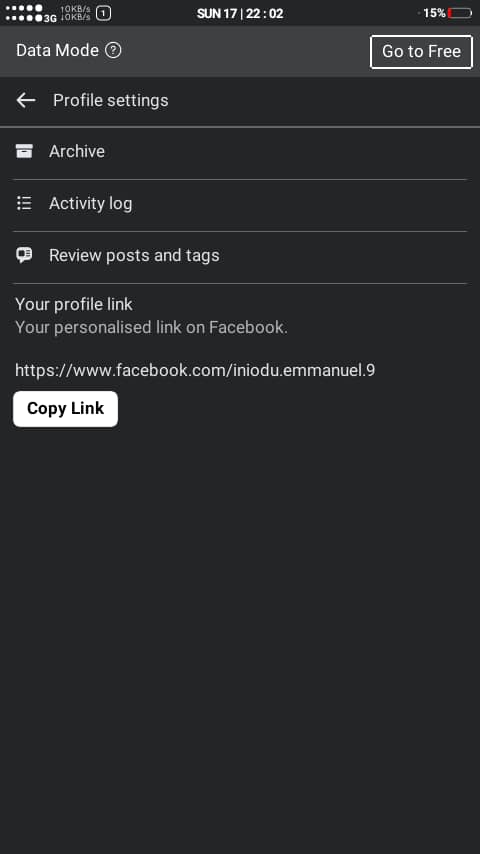 3G ↑0KB/s ↓0KB/s 1 SUN 17 | 22 : 02 15%
Data Mode ? Go to Free
Profile settings
Archive
Activity log
Review posts and tags
Your profile link
Your personalised link on Facebook.
https://www.facebook.com/iniodu.emmanuel.9
Copy Link